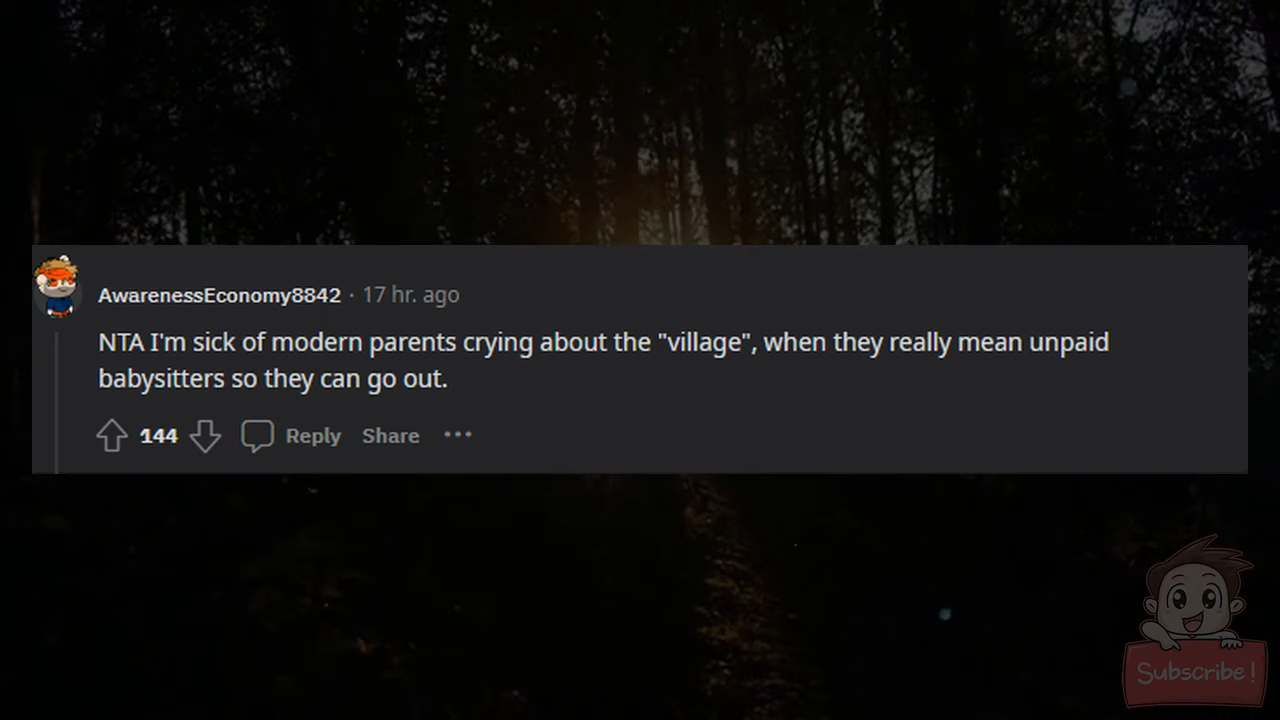 AwarenessEconomy8842 · 17 hr. ago
NTA I'm sick of modern parents crying about the "village", when they really mean unpaid
babysitters so they can go out.
144 Reply Share ...
Subscribe!